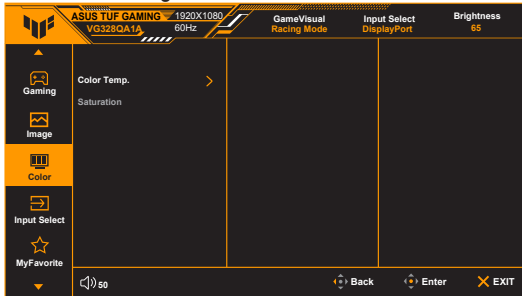 ASUS TUF GAMING
VG328QA1A
1920X1080
60Hz
GameVisual
Racing Mode
Input Select
DisplayPort
Brightness
65
Gaming
Image
Color
Input Select
MyFavorite
Color Temp.
Saturation
50
Back
Enter
EXIT